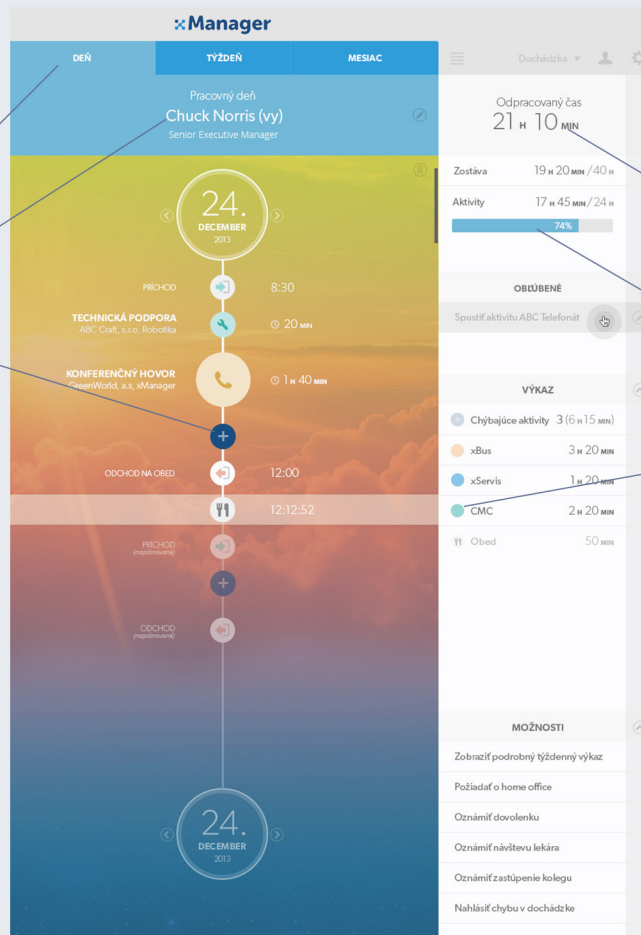 xManager
DEŇ
TÝŽDEŇ
MESIAC
Pracovný deň
Chuck Norris (vy)
Senior Executive Manager
24.
DECEMBER
2013
PRÍCHOD
8:30
TECHNICKÁ PODPORA
ABC Craft, s.r.o, Robotika
20 MIN
KONFERENČNÝ HOVOR
GreenWorld, a.s, xManager
1 H 40 MIN
ODCHOD NA OBED
12:00
12:12:52
PRÍCHOD
(naplánované)
ODCHOD
(naplánované)
24.
DECEMBER
2013
Dochádzka
Odpracovaný čas
21 H 10 MIN
Zostáva 19 H 20 MIN/40 H
Aktivity 17 H 45 MIN/24 H
74%
OBĽÚBENÉ
Spustiť aktivitu ABC Telefonát
VÝKAZ
Chýbajúce aktivity 3 (6 H 15 MIN)
xBus 3 H 20 MIN
xServis 1 H 20 MIN
CMC 2 H 20 MIN
Obed 50 MIN
MOŽNOSTI
Zobraziť podrobný týždenný výkaz
Požiadať o home office
Oznámiť dovolenku
Oznámiť návštevu lekára
Oznámiť zastúpenie kolegu
Nahlásiť chybu v dochádzke